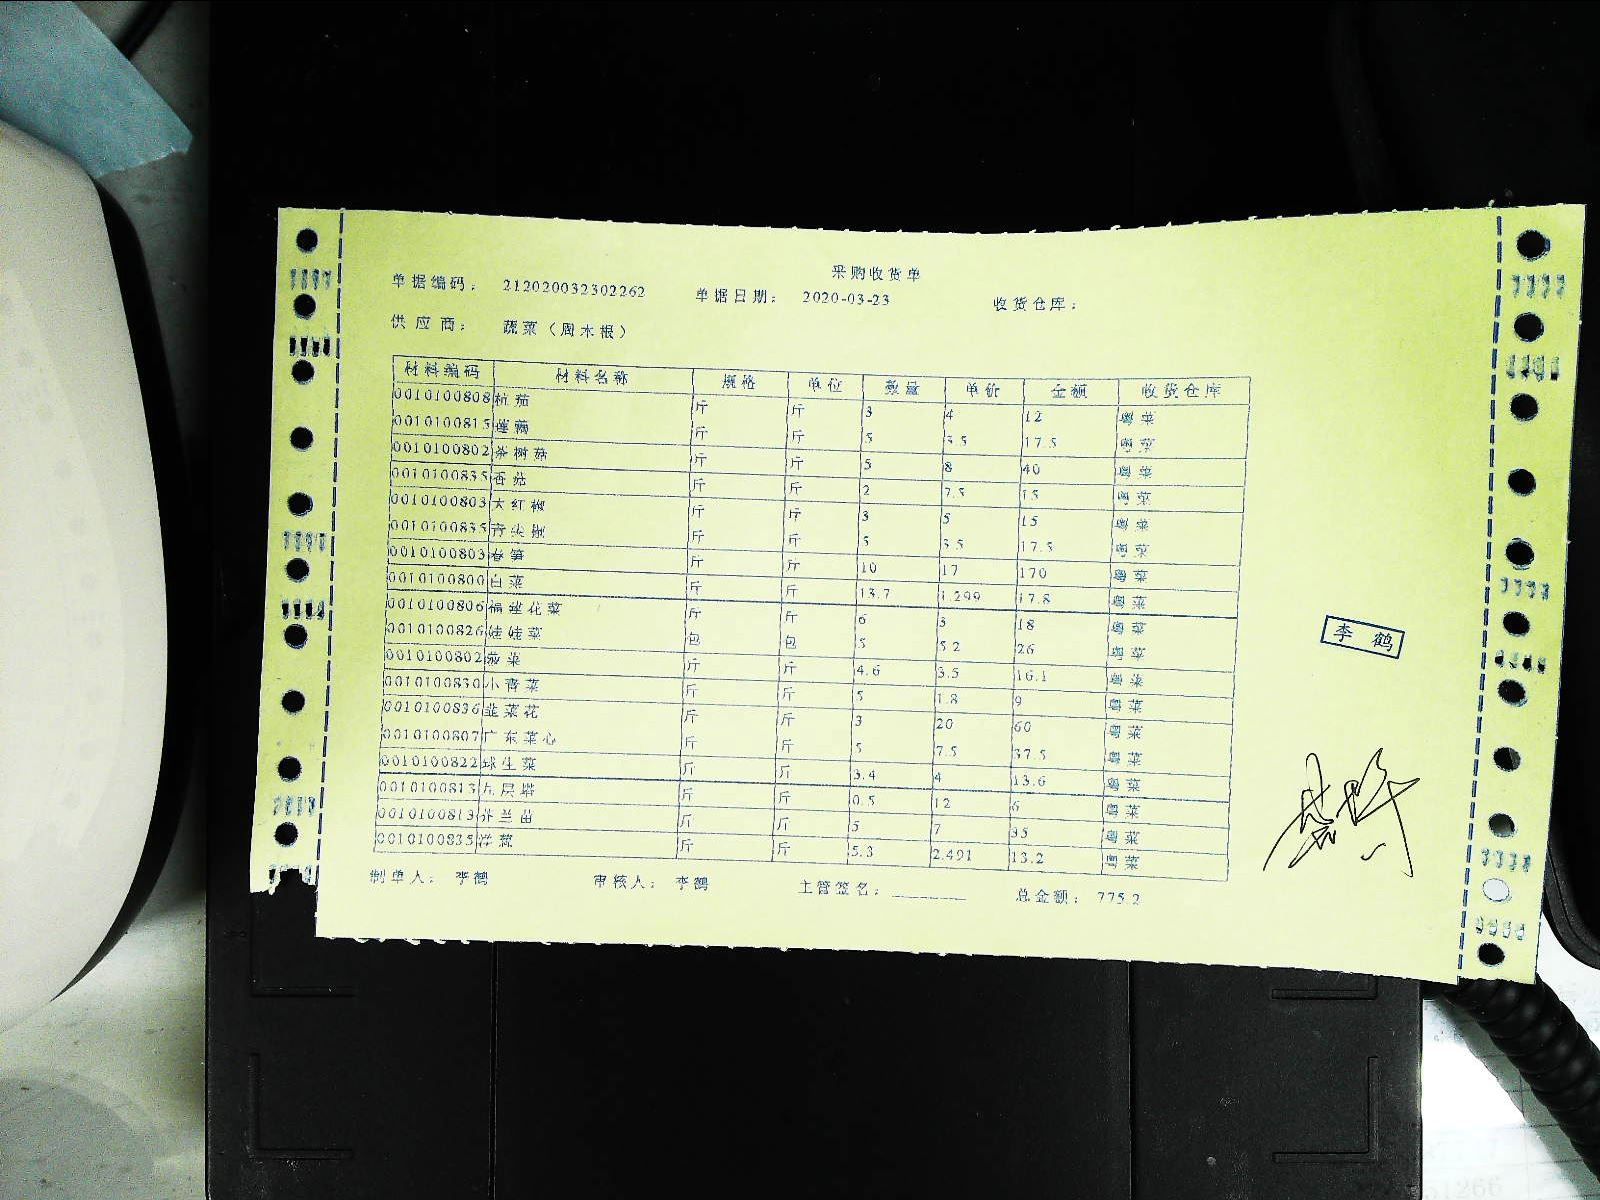 采购收货单
单据编码： 212020032302262 单据日期： 2020-03-23 收货仓库：
供应商： 蔬菜（周木根）
材料编码 材料名称 规格 单位 数量 单价 金额 收货仓库
0010100808 杭茄 斤 斤 3 4 12 粤菜
0010100815 莲藕 斤 斤 5 3.5 17.5 粤菜
0010100802 茶树菇 斤 斤 5 8 40 粤菜
0010100835 香菇 斤 斤 2 7.5 15 粤菜
0010100803 大红椒 斤 斤 3 5 15 粤菜
0010100835 青尖椒 斤 斤 5 3.5 17.5 粤菜
0010100803 春笋 斤 斤 10 17 170 粤菜
0010100800 白菜 斤 斤 13.7 1.299 17.8 粤菜
0010100806 福建花菜 斤 斤 6 3 18 粤菜
0010100826 娃娃菜 包 包 5 5.2 26 粤菜
0010100802 菠菜 斤 斤 4.6 3.5 16.1 粤菜
0010100830 小青菜 斤 斤 5 1.8 9 粤菜
0010100836 韭菜花 斤 斤 3 20 60 粤菜
0010100807 广东菜心 斤 斤 5 7.5 37.5 粤菜
0010100822 球生菜 斤 斤 3.4 4 13.6 粤菜
0010100813 九层塔 斤 斤 0.5 12 6 粤菜
0010100813 芥兰苗 斤 斤 5 7 35 粤菜
0010100835 洋葱 斤 斤 5.3 2.491 13.2 粤菜
制单人： 李鹤 审核人： 李鹤 主管签名： 总金额： 775.2
李鹤